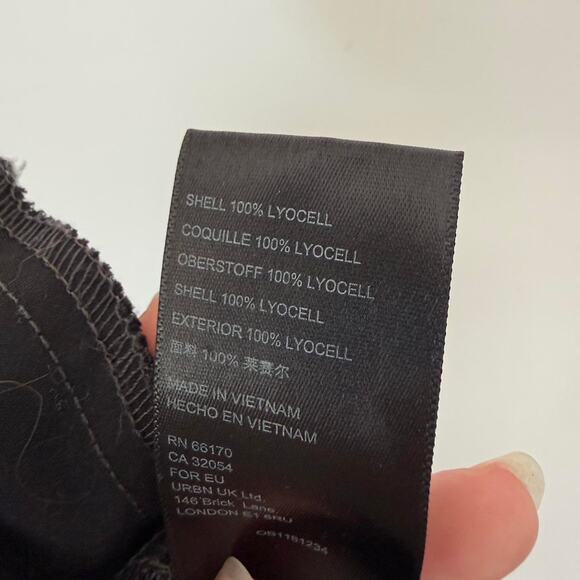 SHELL 100% LYOCELL
COQUILLE 100% LYOCELL
OBERSTOFF 100% LYOCELL
SHELL 100% LYOCELL
EXTERIOR 100% LYOCELL
面料 100% 莱赛尔
MADE IN VIETNAM
HECHO EN VIETNAM
RN 66170
CA 32054
FOR EU
URBN UK Ltd.
146 Brick Lane,
LONDON E1 6RU
OB1181234